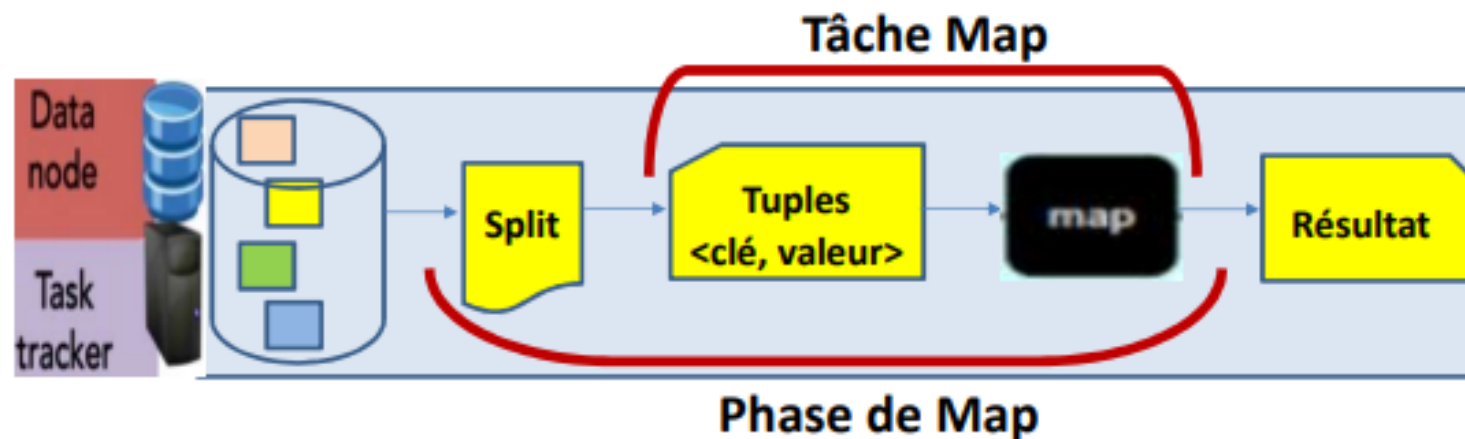 Tâche Map
Data
node
Task
tracker
Split
Tuples
<clé, valeur>
map
Résultat
Phase de Map